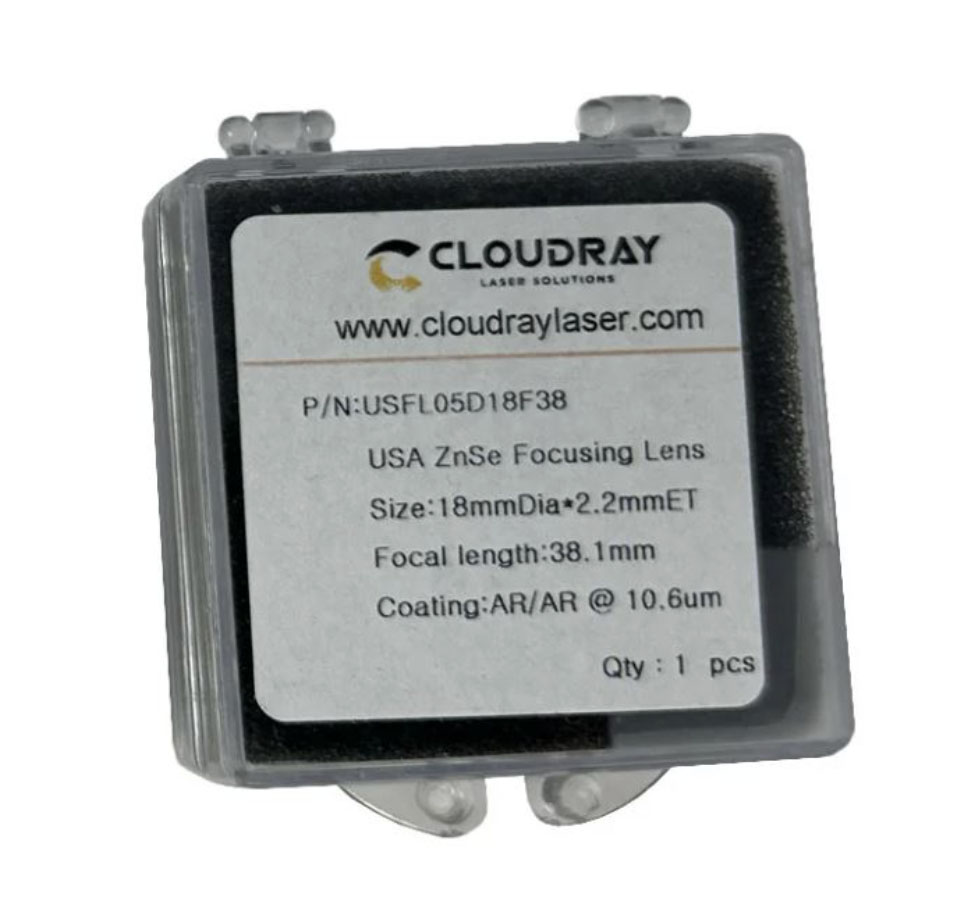 CLOUDRAY
LASER SOLUTIONS
www.cloudraylaser.com
P/N:USFL05D18F38
USA ZnSe Focusing Lens
Size:18mmDia*2.2mmET
Focal length:38.1mm
Coating:AR/AR @ 10.6um
Qty : 1 pcs